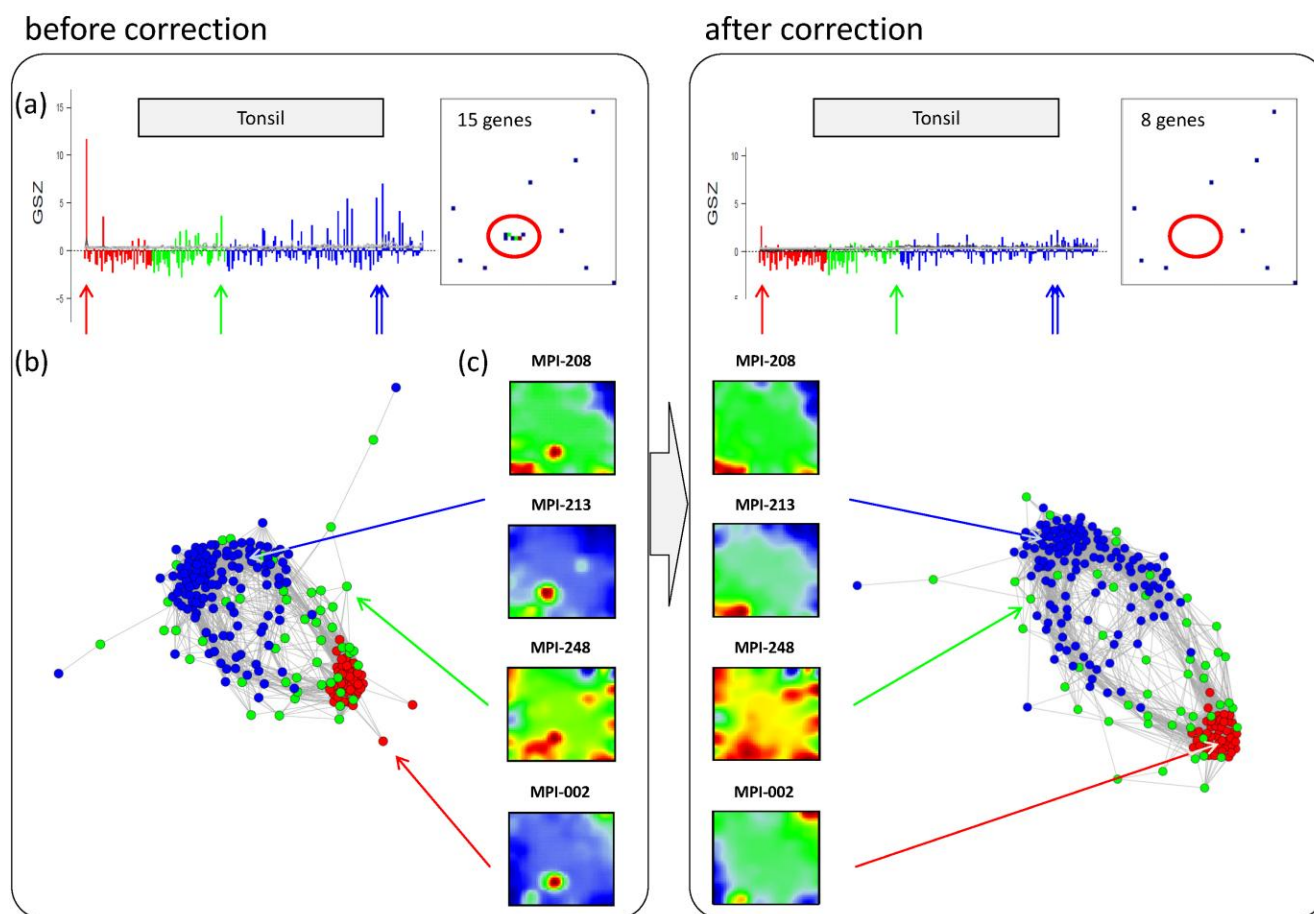 before correction
after correction
(a)
Tonsil
15 genes
Tonsil
8 genes
15
10
5
0
-5
GSZ
10
5
0
GSZ
(b)
(c)
MPI-208
MPI-208
MPI-213
MPI-213
MPI-248
MPI-248
MPI-002
MPI-002